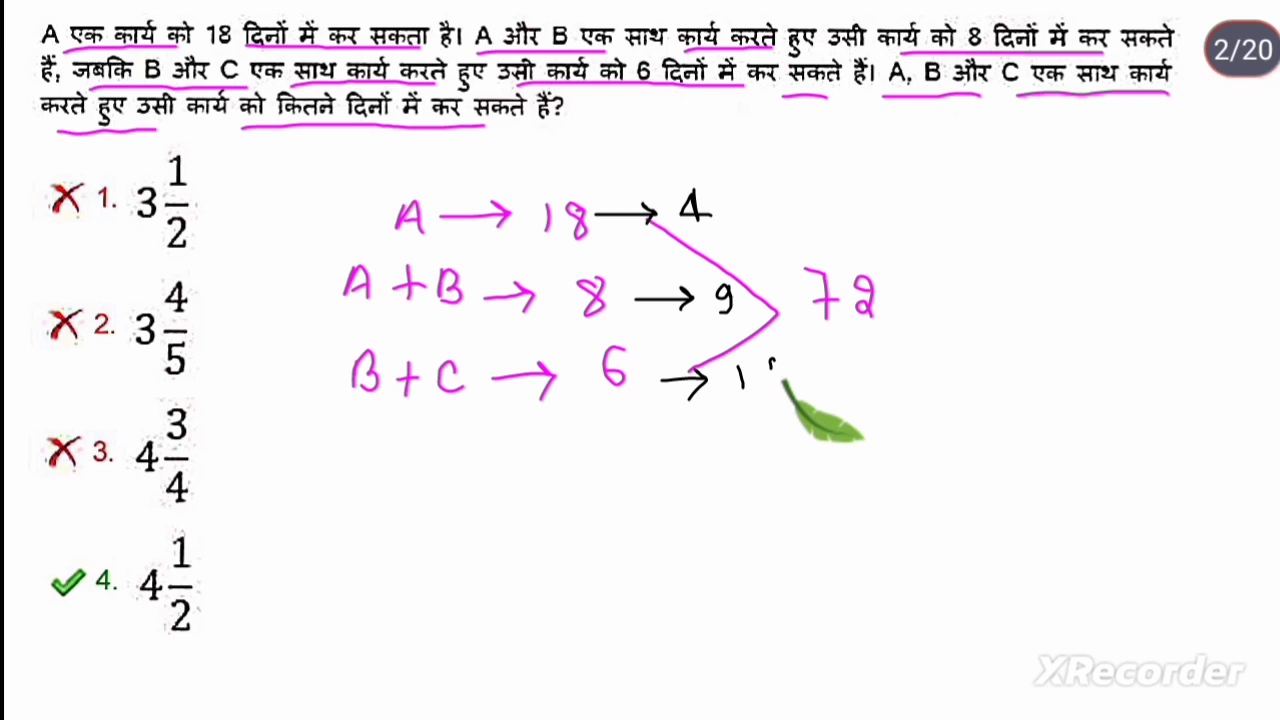 A एक कार्य को 18 दिनों में कर सकता है। A और B एक साथ कार्य करते हुए उसी कार्य को 8 दिनों में कर सकते
हैं, जबकि B और C एक साथ कार्य करते हुए उसी कार्य को 6 दिनों में कर सकते हैं। A, B और C एक साथ कार्य
करते हुए उसी कार्य को कितने दिनों में कर सकते हैं?
2/20
1. 3 1/2
2. 3 4/5
3. 4 3/4
4. 4 1/2
A → 18 → 4
A + B → 8 → 9
72
B + C → 6 → 1
XRecorder